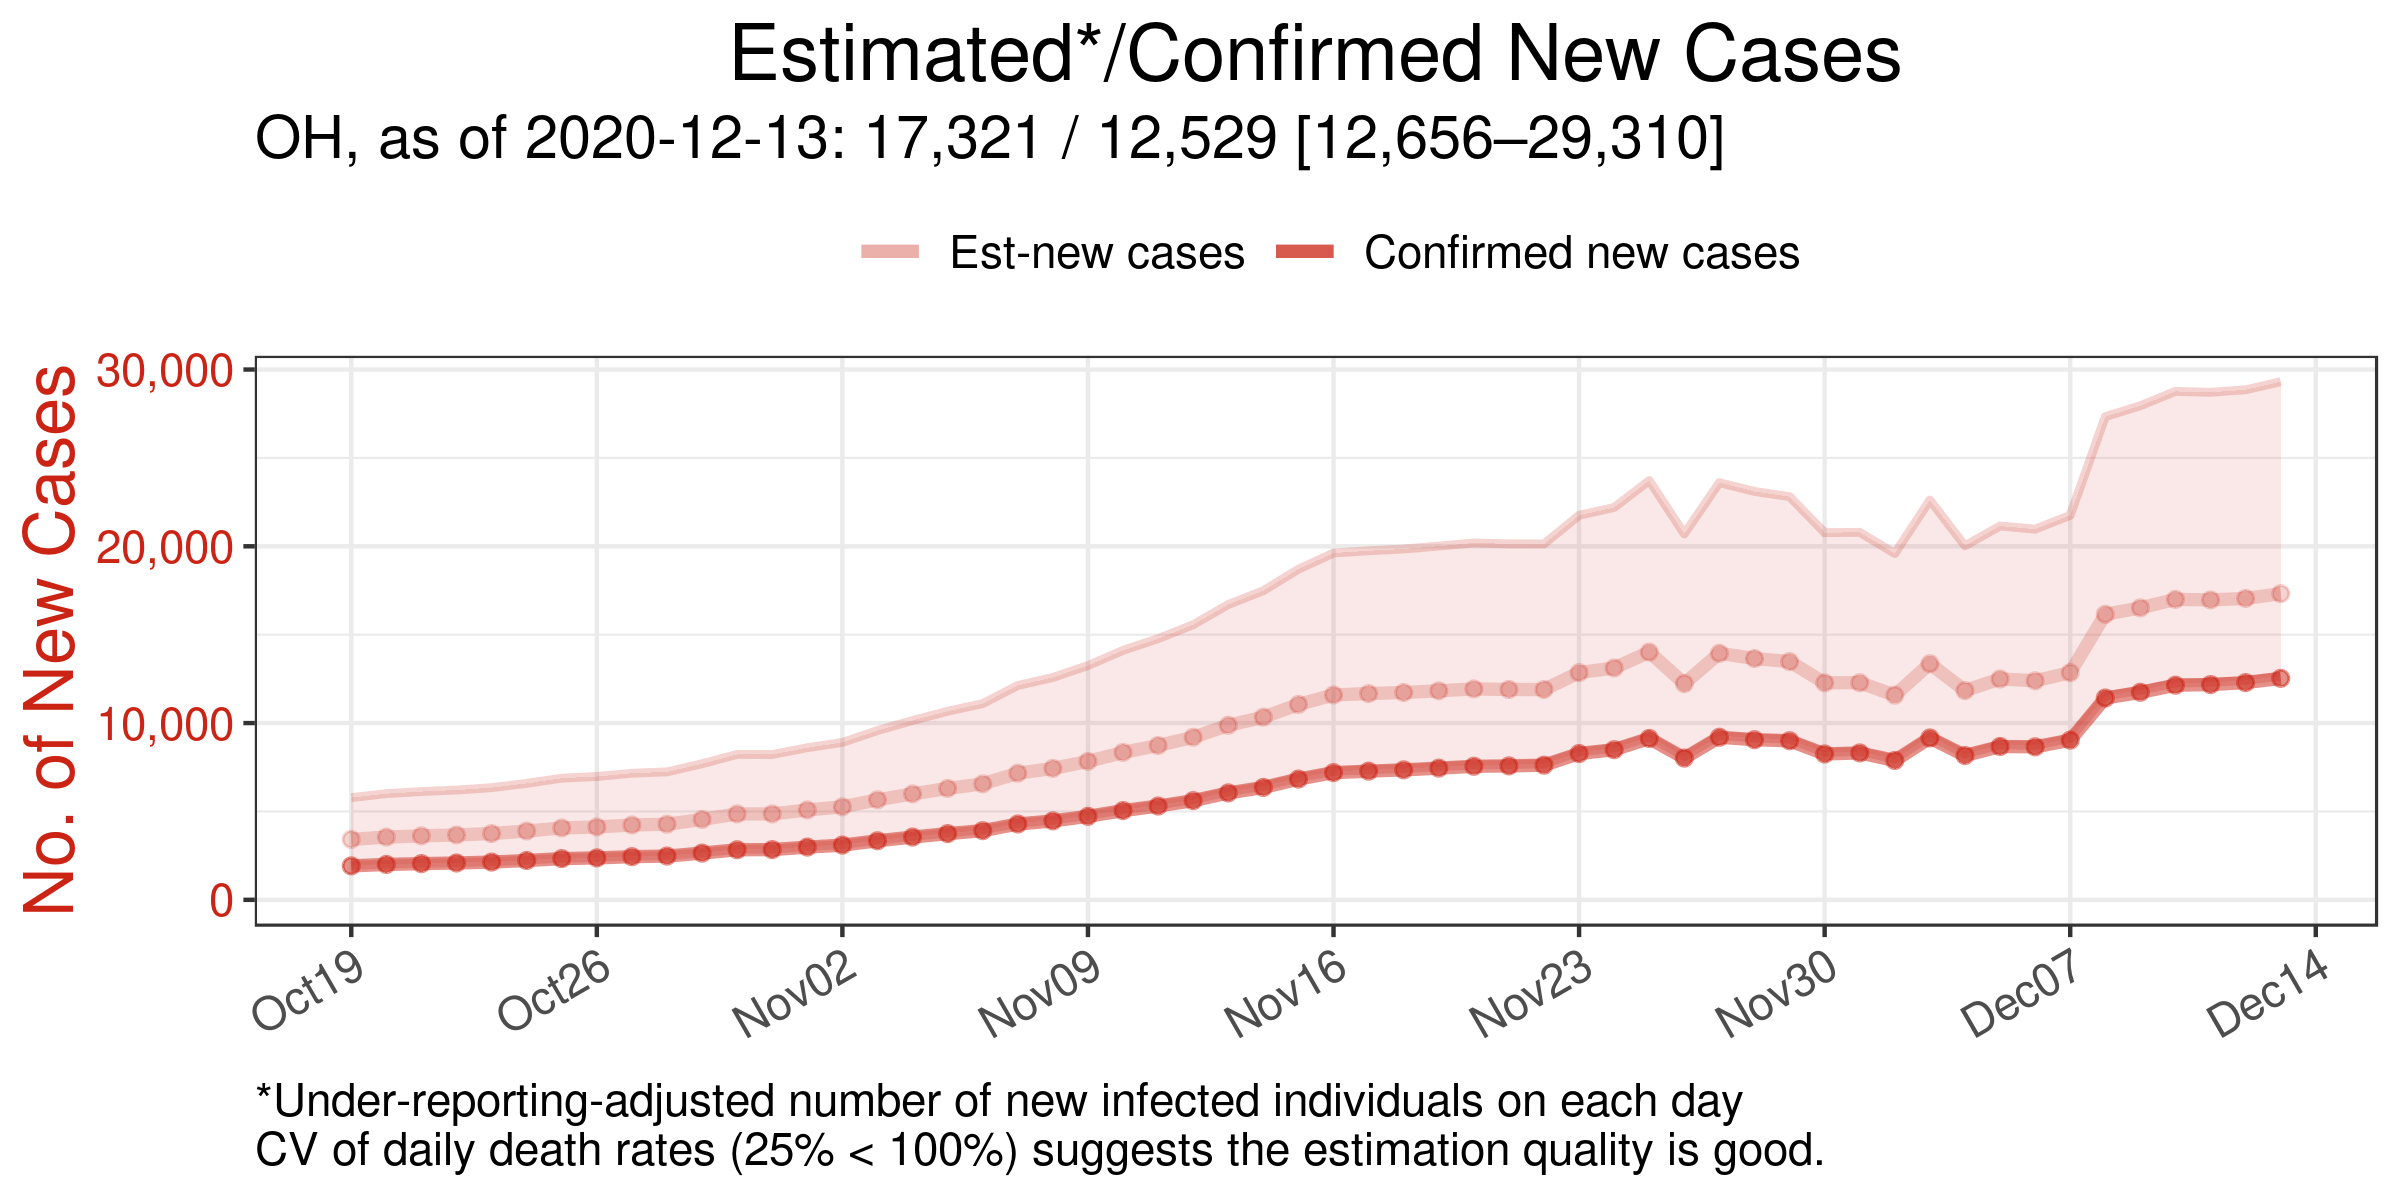 Estimated*/Confirmed New Cases
OH, as of 2020-12-13: 17,321 / 12,529 [12,656–29,310]
Est-new cases Confirmed new cases
No. of New Cases
30,000
20,000
10,000
0
Oct19 Oct26 Nov02 Nov09 Nov16 Nov23 Nov30 Dec07 Dec14
*Under-reporting-adjusted number of new infected individuals on each day
CV of daily death rates (25% < 100%) suggests the estimation quality is good.